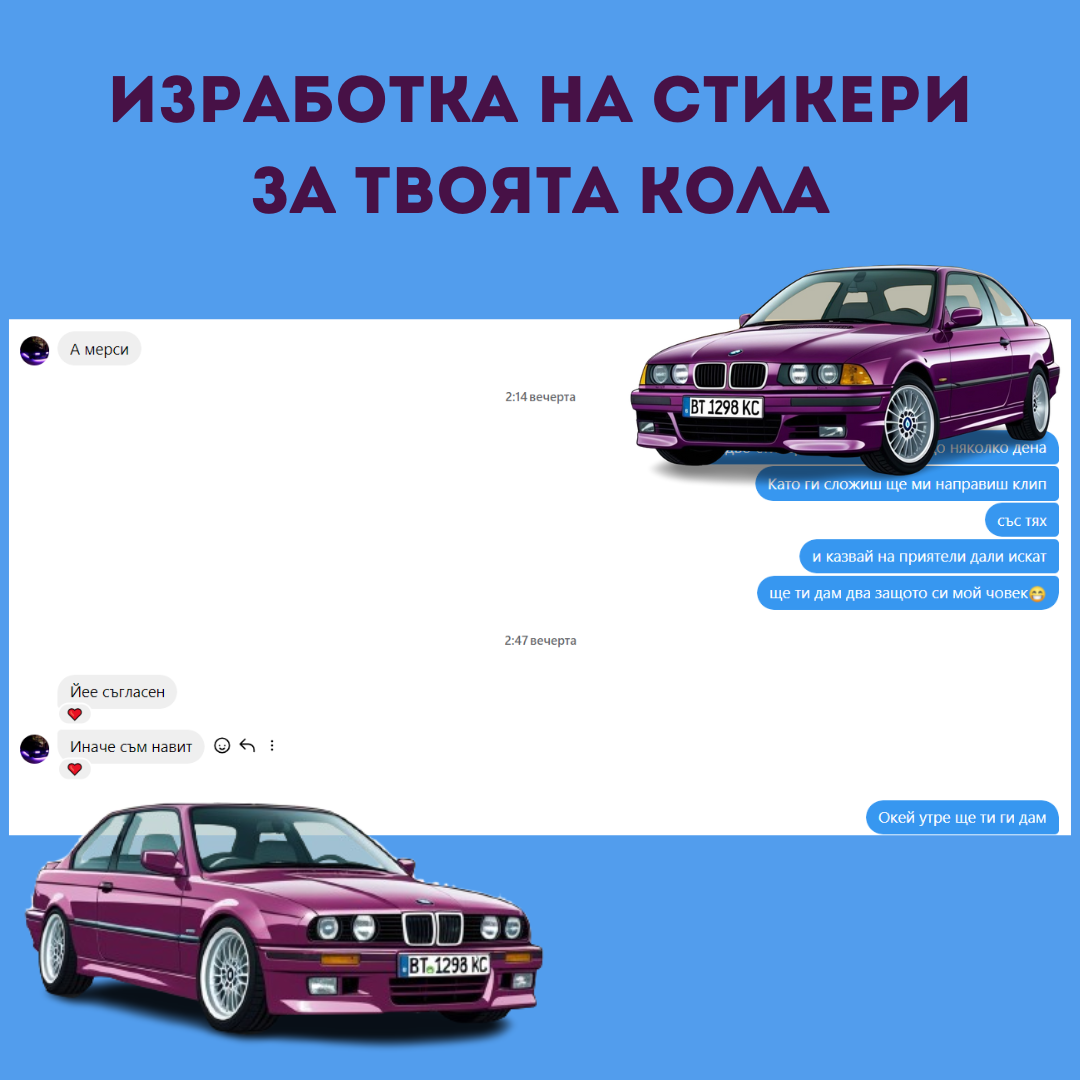 ИЗРАБОТКА НА СТИКЕРИ
ЗА ТВОЯТА КОЛА
А мерси
2:14 вечерта
BT 1298 KC
няколко дена
Като ги сложиш ще ми направиш клип
със тях
и казвай на приятели дали искат
ще ти дам два защото си мой човек😁
2:47 вечерта
Йее съгласен
Иначе съм навит
Окей утре ще ти ги дам
BT 1298 KC